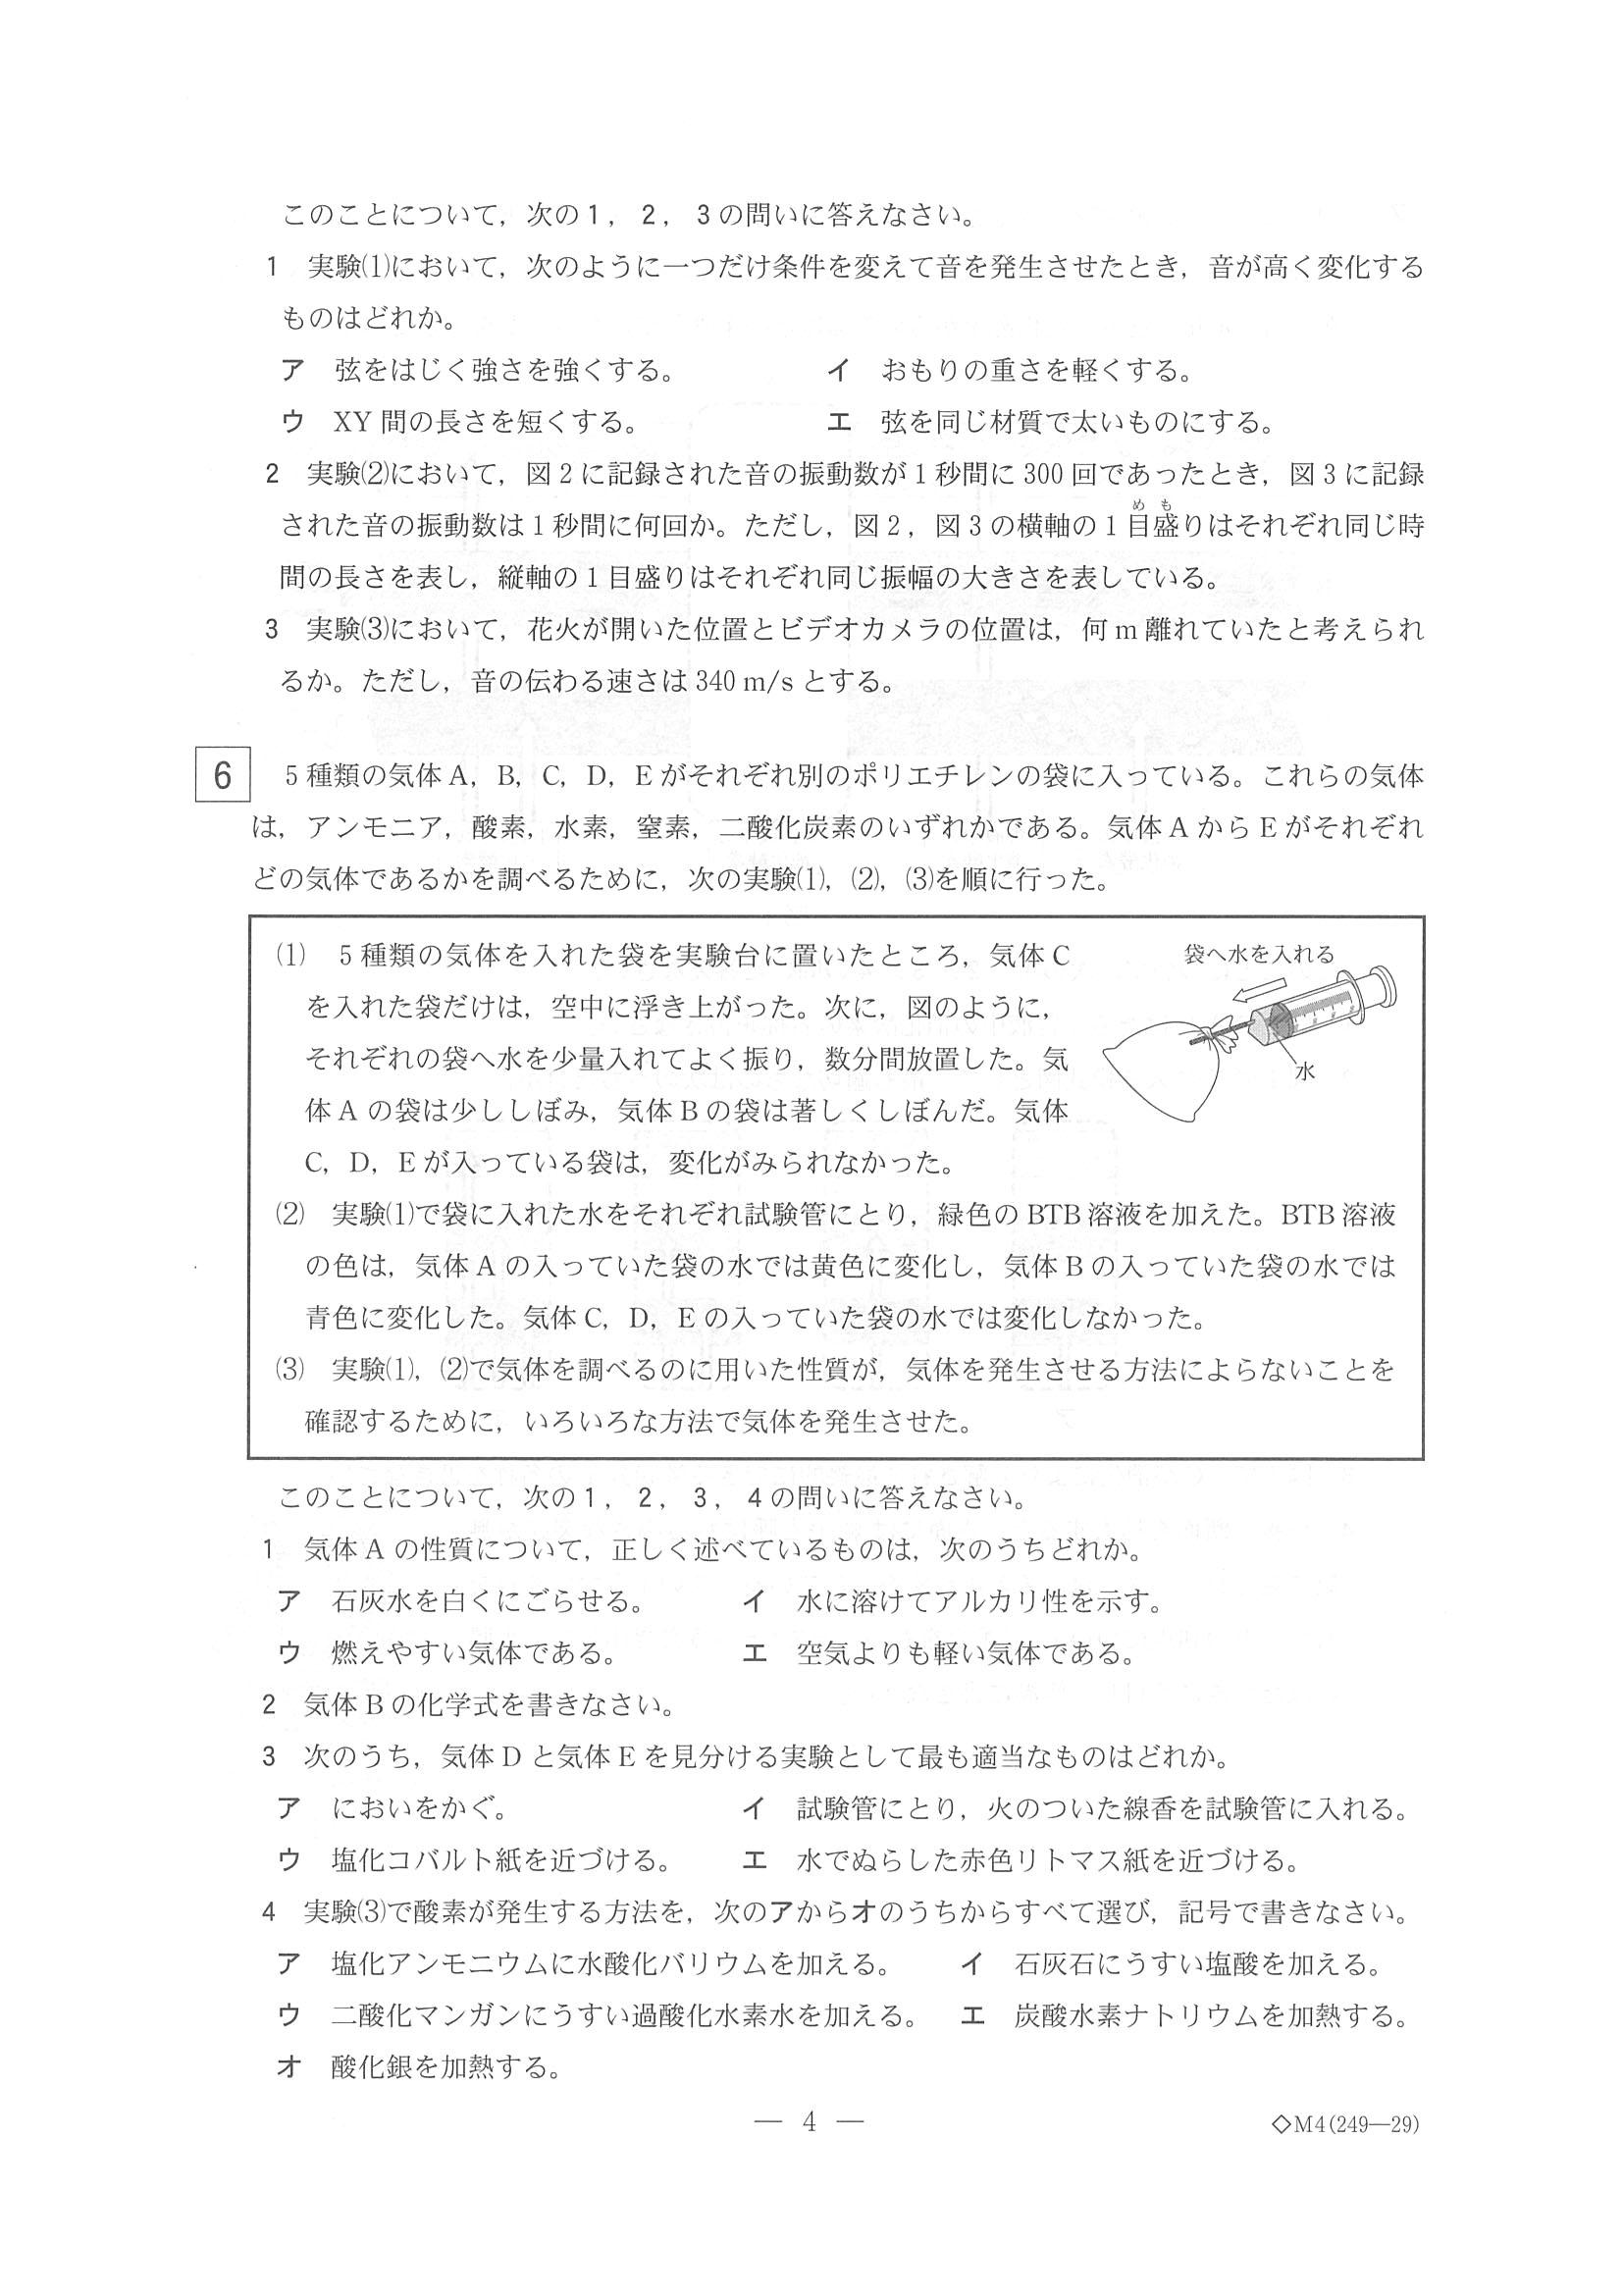 このことについて，次の1，2，3の問いに答えなさい。
1　実験⑴において，次のように一つだけ条件を変えて音を発生させたとき，音が高く変化する
ものはどれか。
ア　弦をはじく強さを強くする。　イ　おもりの重さを軽くする。
ウ　XY間の長さを短くする。　エ　弦を同じ材質で太いものにする。
2　実験⑵において，図2に記録された音の振動数が1秒間に300回であったとき，図3に記録
めも
された音の振動数は1秒間に何回か。ただし，図2，図3の横軸の1目盛りはそれぞれ同じ時
間の長さを表し，縦軸の1目盛りはそれぞれ同じ振幅の大きさを表している。
3　実験⑶において，花火が開いた位置とビデオカメラの位置は，何m離れていたと考えられ
るか。ただし，音の伝わる速さは340 m/sとする。
6　5種類の気体A，B，C，D，Eがそれぞれ別のポリエチレンの袋に入っている。これらの気体
は，アンモニア，酸素，水素，窒素，二酸化炭素のいずれかである。気体AからEがそれぞれ
どの気体であるかを調べるために，次の実験⑴，⑵，⑶を順に行った。
⑴　5種類の気体を入れた袋を実験台に置いたところ，気体C
を入れた袋だけは，空中に浮き上がった。次に，図のように，
それぞれの袋へ水を少量入れてよく振り，数分間放置した。気
体Aの袋は少ししぼみ，気体Bの袋は著しくしぼんだ。気体
C，D，Eが入っている袋は，変化がみられなかった。
袋へ水を入れる
水
⑵　実験⑴で袋に入れた水をそれぞれ試験管にとり，緑色のBTB溶液を加えた。BTB溶液
の色は，気体Aの入っていた袋の水では黄色に変化し，気体Bの入っていた袋の水では
青色に変化した。気体C，D，Eの入っていた袋の水では変化しなかった。
⑶　実験⑴，⑵で気体を調べるのに用いた性質が，気体を発生させる方法によらないことを
確認するために，いろいろな方法で気体を発生させた。
このことについて，次の1，2，3，4の問いに答えなさい。
1　気体Aの性質について，正しく述べているものは，次のうちどれか。
ア　石灰水を白くにごらせる。　イ　水に溶けてアルカリ性を示す。
ウ　燃えやすい気体である。　エ　空気よりも軽い気体である。
2　気体Bの化学式を書きなさい。
3　次のうち，気体Dと気体Eを見分ける実験として最も適当なものはどれか。
ア　においをかぐ。　イ　試験管にとり，火のついた線香を試験管に入れる。
ウ　塩化コバルト紙を近づける。　エ　水でぬらした赤色リトマス紙を近づける。
4　実験⑶で酸素が発生する方法を，次のアからオのうちからすべて選び，記号で書きなさい。
ア　塩化アンモニウムに水酸化バリウムを加える。　イ　石灰石にうすい塩酸を加える。
ウ　二酸化マンガンにうすい過酸化水素水を加える。　エ　炭酸水素ナトリウムを加熱する。
オ　酸化銀を加熱する。
― 4 ―
◇M4(249―29)